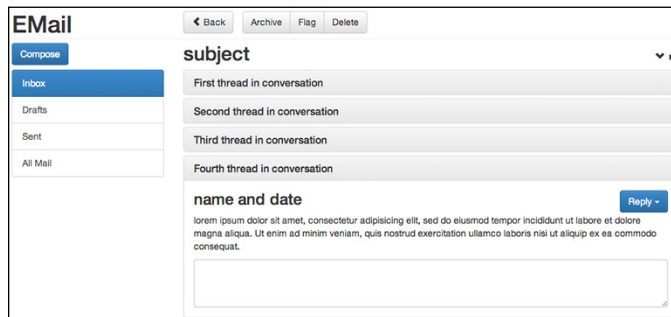 EMail
Back
Archive Flag Delete
Compose
subject
Inbox
Drafts
Sent
All Mail
First thread in conversation
Second thread in conversation
Third thread in conversation
Fourth thread in conversation
name and date
Reply
lorem ipsum dolor sit amet, consectetur adipisicing elit, sed do eiusmod tempor incididunt ut labore et dolore
magna aliqua. Ut enim ad minim veniam, quis nostrud exercitation ullamco laboris nisi ut aliquip ex ea commodo
consequat.